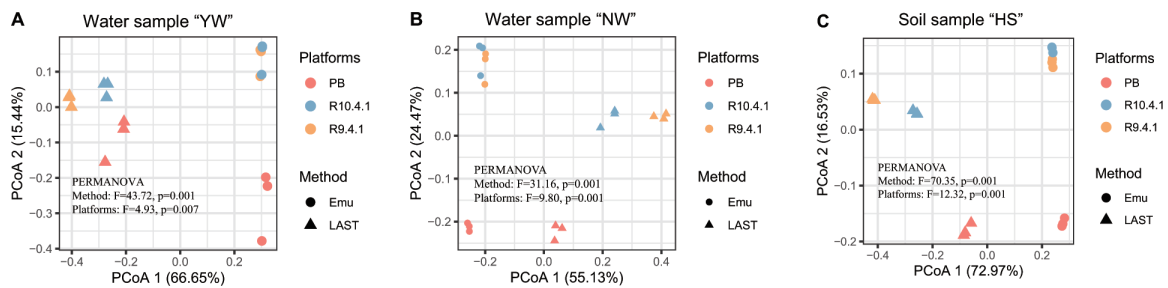 A
Water sample “YW”
PCoA 2 (15.44%)
0.1
0.0
−0.1
−0.2
−0.3
−0.4
PERMANOVA
Method: F=43.72, p=0.001
Platforms: F=4.93, p=0.007
−0.4
−0.2
0.0
0.2
PCoA 1 (66.65%)
Platforms
PB
R10.4.1
R9.4.1
Method
Emu
LAST
B
Water sample “NW”
PCoA 2 (24.47%)
0.2
0.1
0.0
−0.1
−0.2
PERMANOVA
Method: F=31.16, p=0.001
Platforms: F=9.80, p=0.001
−0.2
0.0
0.2
0.4
PCoA 1 (55.13%)
Platforms
PB
R10.4.1
R9.4.1
Method
Emu
LAST
C
Soil sample “HS”
PCoA 2 (16.53%)
0.1
0.0
−0.1
−0.2
PERMANOVA
Method: F=70.35, p=0.001
Platforms: F=12.32, p=0.001
−0.4
−0.2
0.0
0.2
PCoA 1 (72.97%)
Platforms
PB
R10.4.1
R9.4.1
Method
Emu
LAST